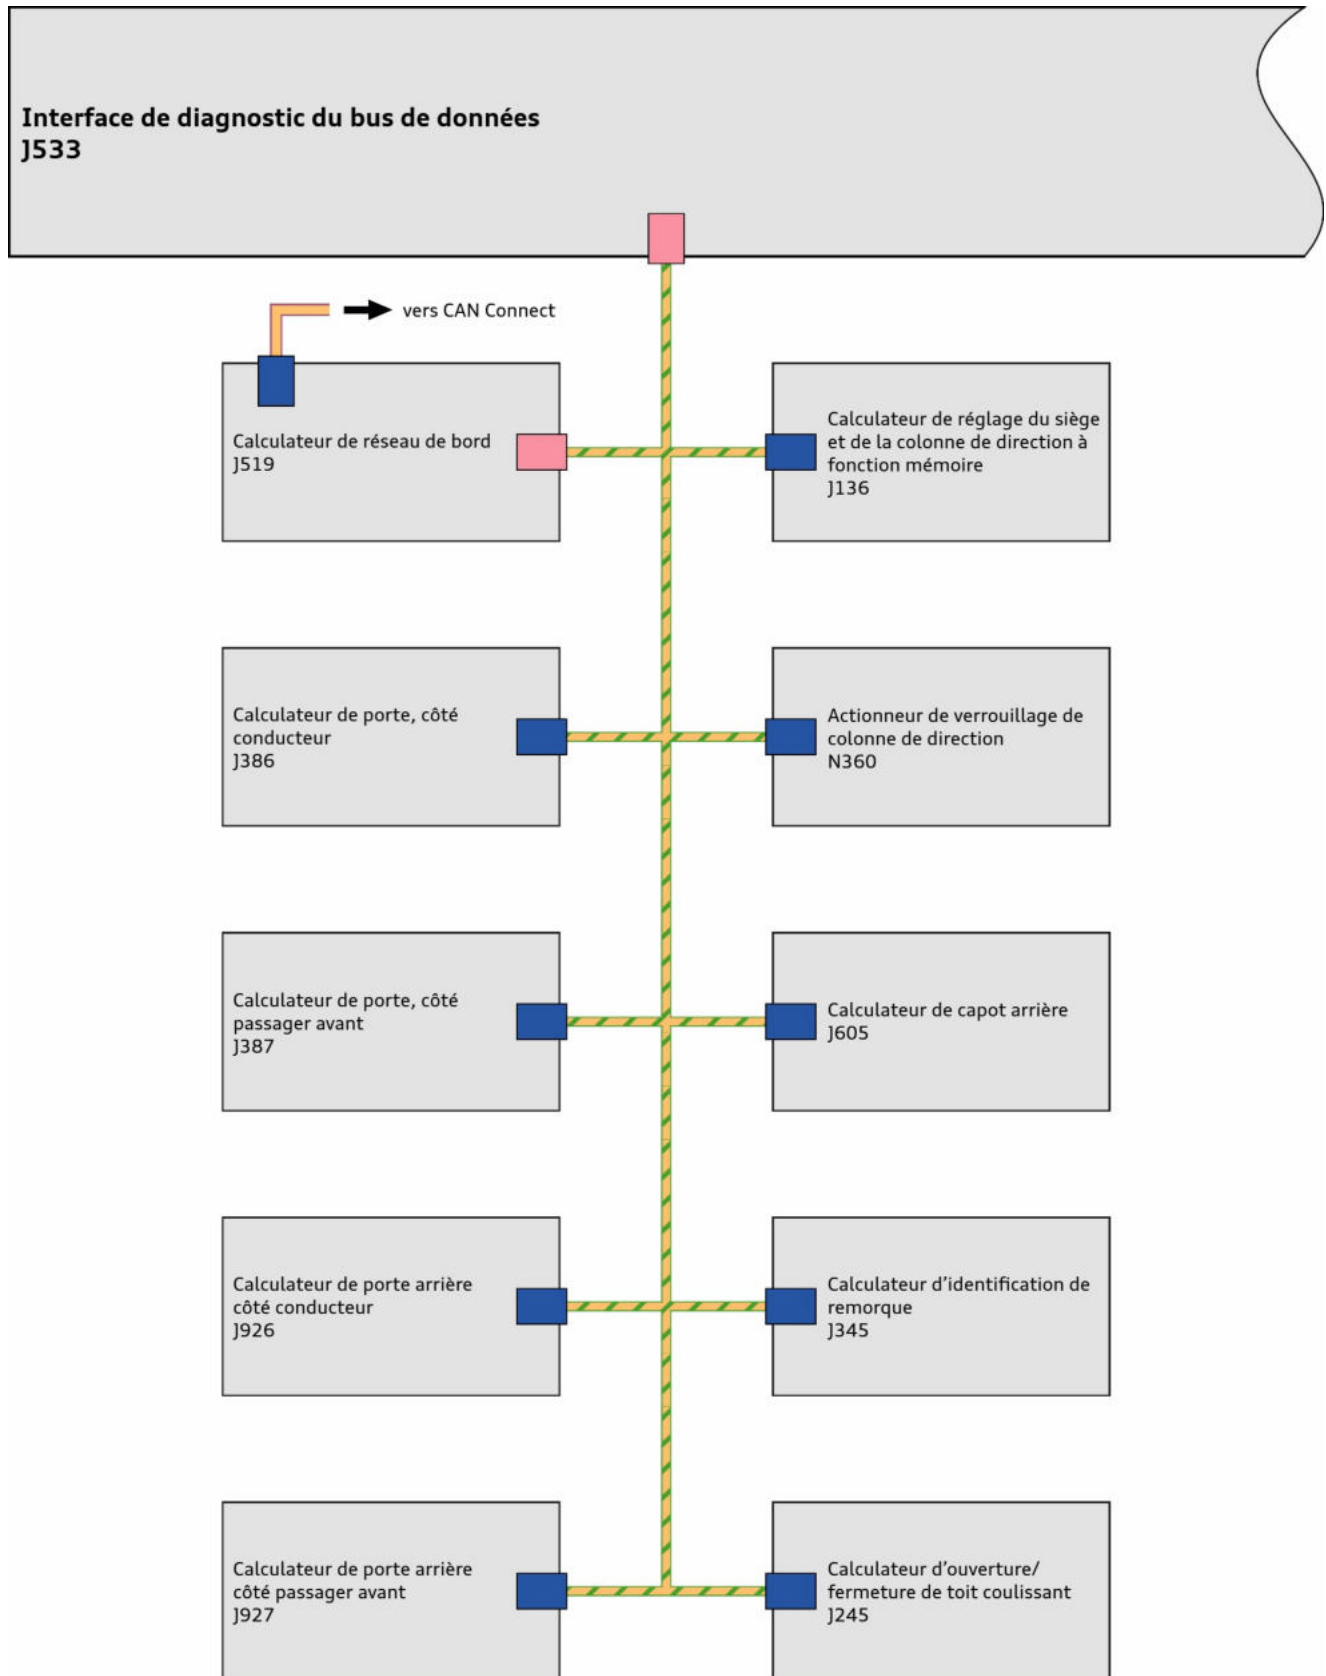 Interface de diagnostic du bus de données
J533
vers CAN Connect
Calculateur de réseau de bord
J519
Calculateur de réglage du siège
et de la colonne de direction à
fonction mémoire
J136
Calculateur de porte, côté
conducteur
J386
Actionneur de verrouillage de
colonne de direction
N360
Calculateur de porte, côté
passager avant
J387
Calculateur de capot arrière
J605
Calculateur de porte arrière
côté conducteur
J926
Calculateur d’identification de
remorque
J345
Calculateur de porte arrière
côté passager avant
J927
Calculateur d’ouverture/
fermeture de toit coulissant
J245